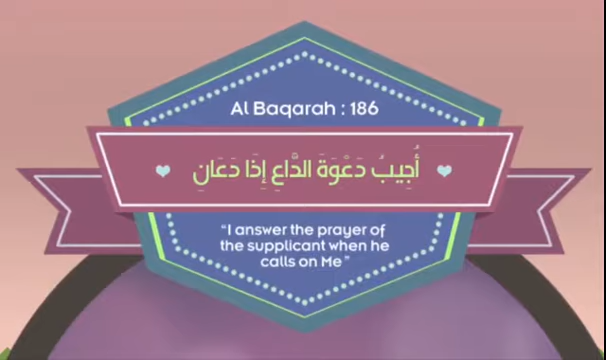 Al Baqarah : 186
أُجِيبُ دَعْوَةَ الدَّاعِ إِذَا دَعَانِ
“I answer the prayer of
the supplicant when he
calls on Me”